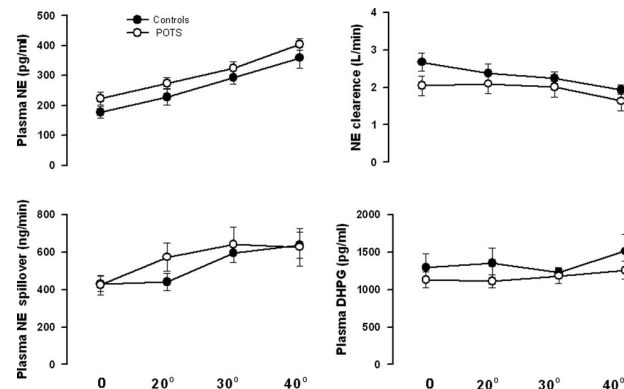 Controls
POTS
Plasma NE (pg/ml)
500
400
300
200
100
0
NE clearence (L/min)
4
3
2
1
0
Plasma NE spillover (ng/min)
800
600
400
200
0
0 20° 30° 40°
Plasma DHPG (pg/ml)
2000
1500
1000
500
0
0 20° 30° 40°